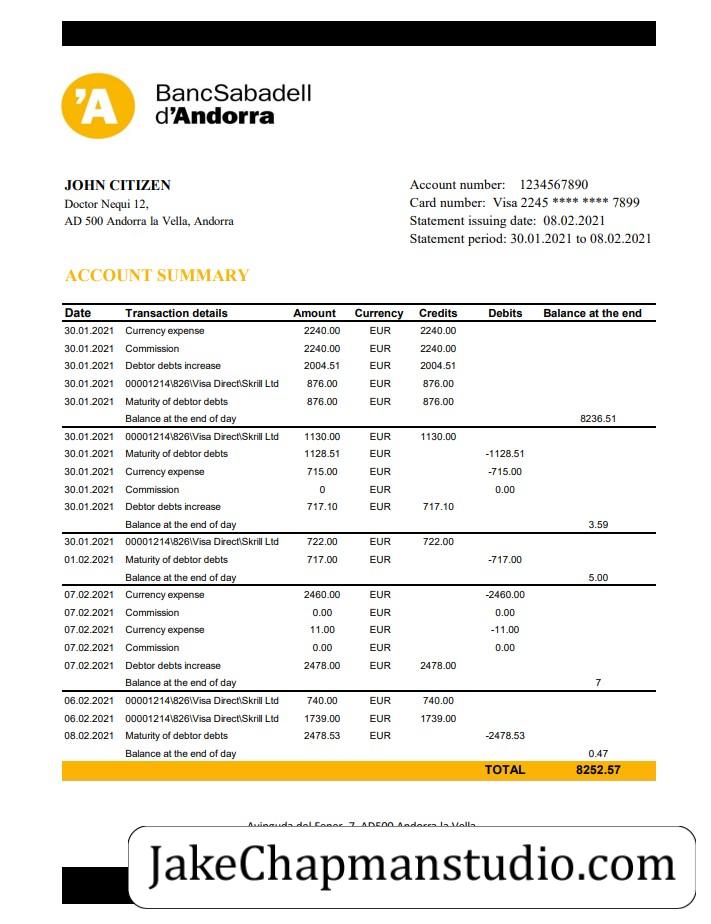 'A BancSabadell
d'Andorra
JOHN CITIZEN
Doctor Nequi 12,
AD 500 Andorra la Vella, Andorra
Account number: 1234567890
Card number: Visa 2245 **** **** 7899
Statement issuing date: 08.02.2021
Statement period: 30.01.2021 to 08.02.2021
ACCOUNT SUMMARY
Date Transaction details Amount Currency Credits Debits Balance at the end
30.01.2021 Currency expense 2240.00 EUR 2240.00
30.01.2021 Commission 2240.00 EUR 2240.00
30.01.2021 Debtor debts increase 2004.51 EUR 2004.51
30.01.2021 00001214\826\Visa Direct\Skrill Ltd 876.00 EUR 876.00
30.01.2021 Maturity of debtor debts 876.00 EUR 876.00
Balance at the end of day 8236.51
30.01.2021 00001214\826\Visa Direct\Skrill Ltd 1130.00 EUR 1130.00
30.01.2021 Maturity of debtor debts 1128.51 EUR -1128.51
30.01.2021 Currency expense 715.00 EUR -715.00
30.01.2021 Commission 0 EUR 0.00
30.01.2021 Debtor debts increase 717.10 EUR 717.10
Balance at the end of day 3.59
30.01.2021 00001214\826\Visa Direct\Skrill Ltd 722.00 EUR 722.00
01.02.2021 Maturity of debtor debts 717.00 EUR -717.00
Balance at the end of day 5.00
07.02.2021 Currency expense 2460.00 EUR -2460.00
07.02.2021 Commission 0.00 EUR 0.00
07.02.2021 Currency expense 11.00 EUR -11.00
07.02.2021 Commission 0.00 EUR 0.00
07.02.2021 Debtor debts increase 2478.00 EUR 2478.00
Balance at the end of day 7
06.02.2021 00001214\826\Visa Direct\Skrill Ltd 740.00 EUR 740.00
06.02.2021 00001214\826\Visa Direct\Skrill Ltd 1739.00 EUR 1739.00
08.02.2021 Maturity of debtor debts 2478.53 EUR -2478.53
Balance at the end of day 0.47
TOTAL 8252.57
Avinguda del Fener, 7, AD500 Andorra la Vella
JakeChapmanstudio.com